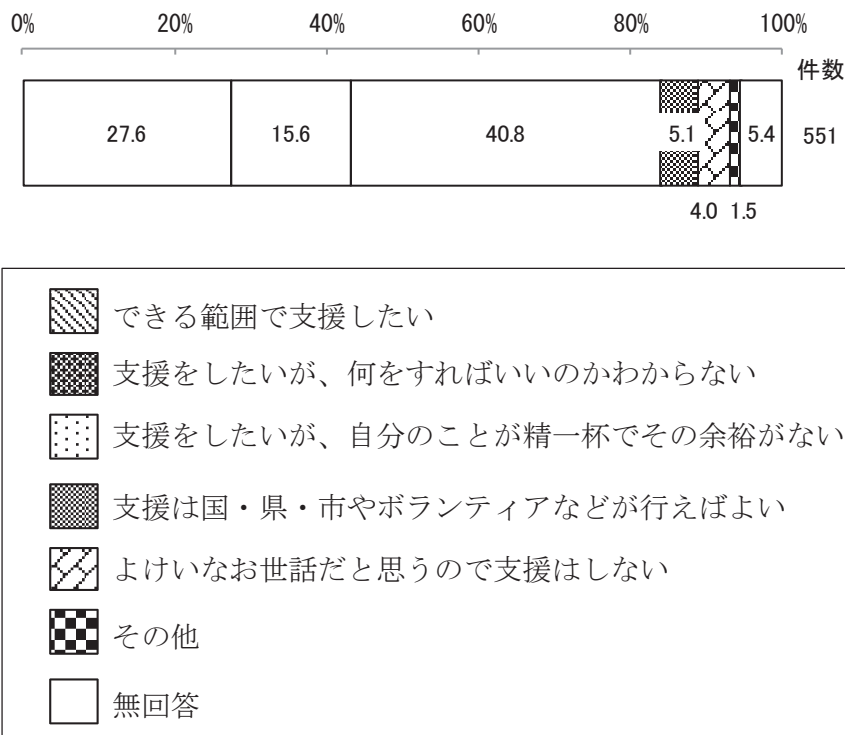 0% 20% 40% 60% 80% 100%
件数
27.6 15.6 40.8 5.1 5.4 551
4.0 1.5
できる範囲で支援したい
支援をしたいが、何をすればいいのかわからない
支援をしたいが、自分のことが精一杯でその余裕がない
支援は国・県・市やボランティアなどが行えばよい
よけいなお世話だと思うので支援はしない
その他
無回答